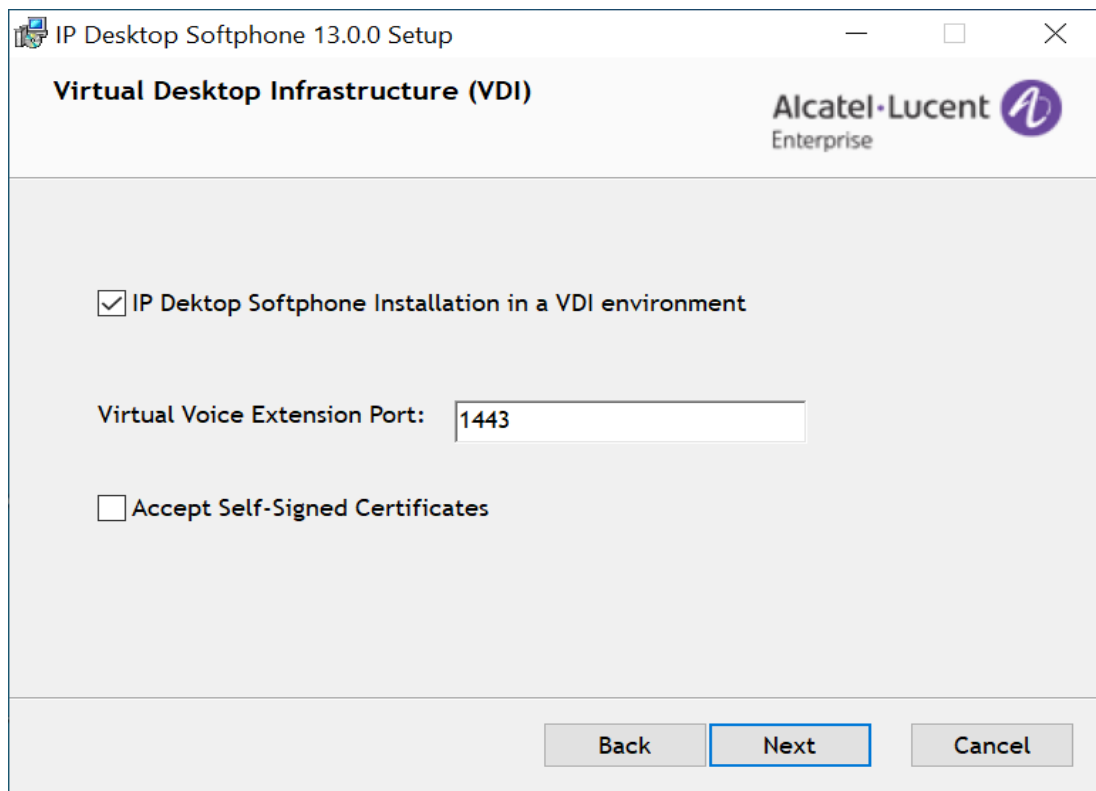 IP Desktop Softphone 13.0.0 Setup
Virtual Desktop Infrastructure (VDI)
Alcatel·Lucent
Enterprise
IP Dektop Softphone Installation in a VDI environment
Virtual Voice Extension Port: 1443
Accept Self-Signed Certificates
Back Next Cancel